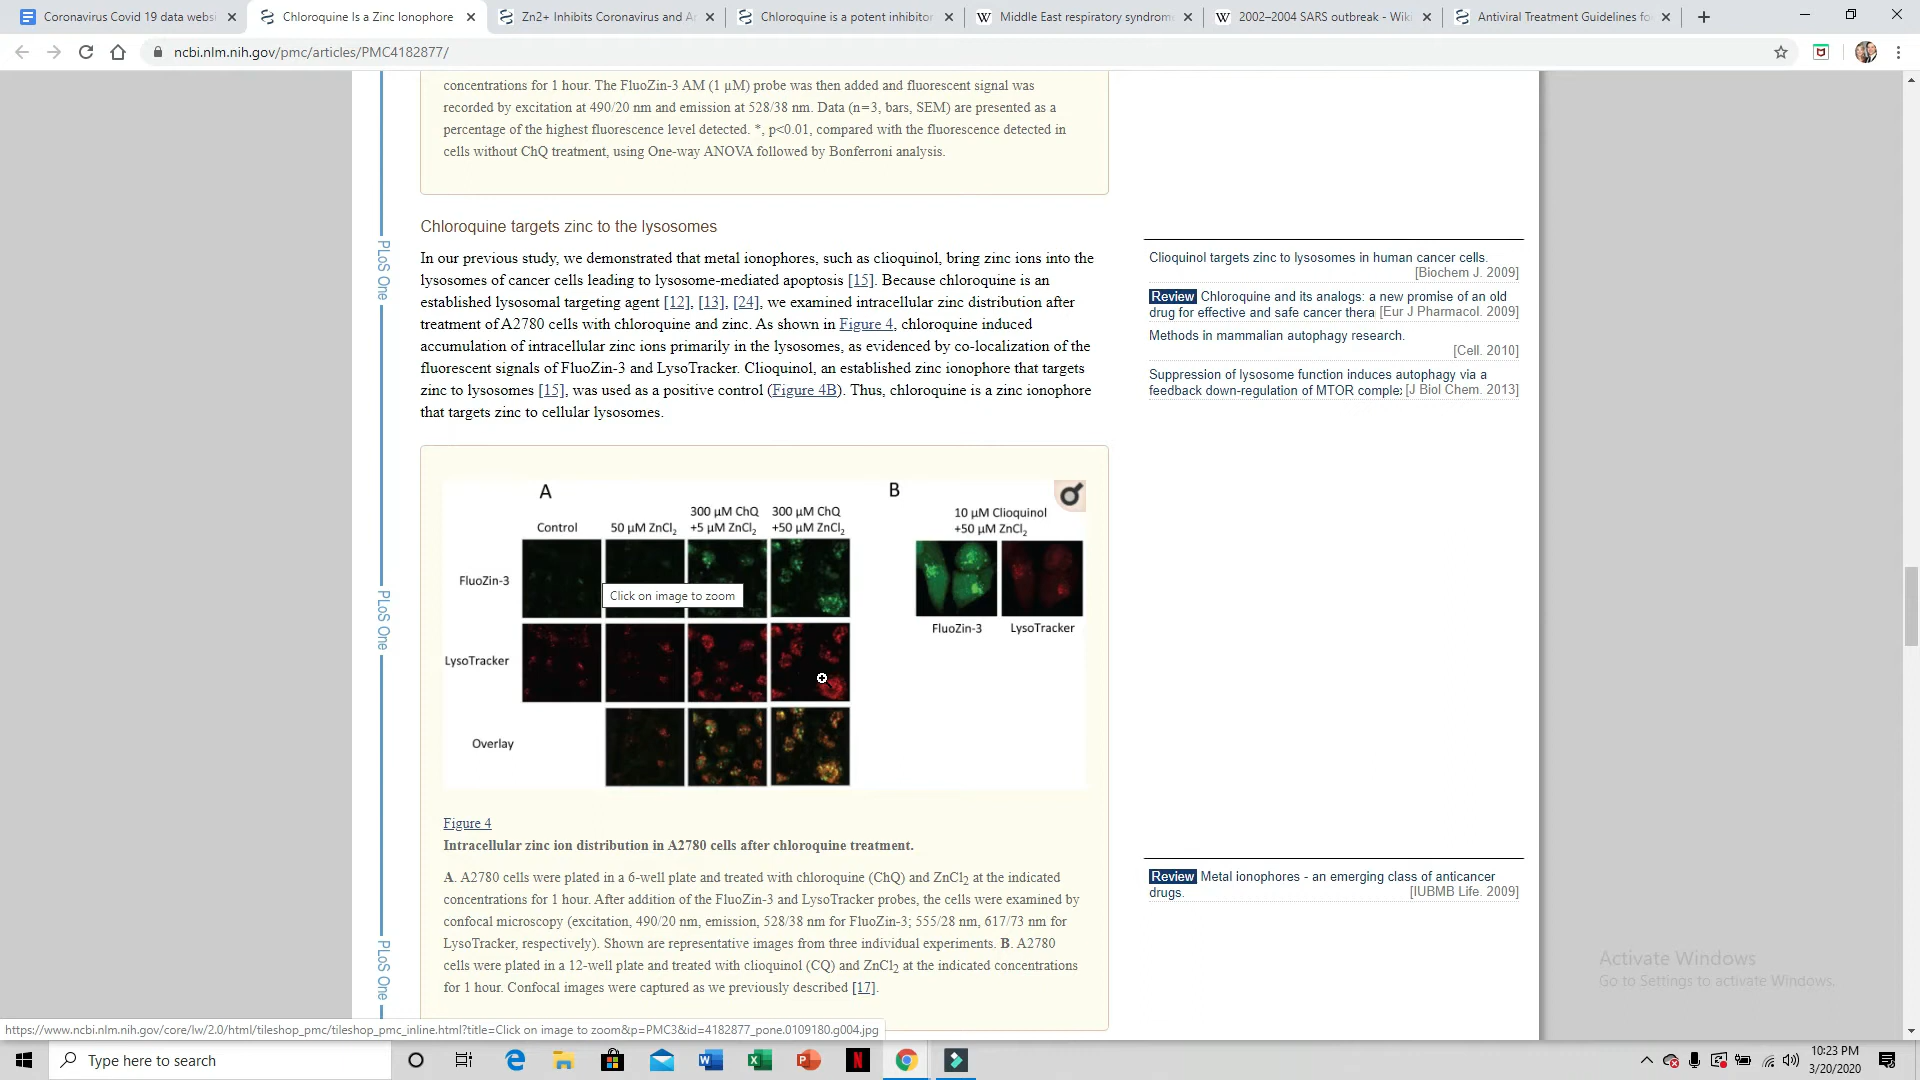 Coronavirus Covid 19 data websi
Chloroquine Is a Zinc Ionophore
Zn2+ Inhibits Coronavirus and Ar
Chloroquine is a potent inhibitor
Middle East respiratory syndrom
2002–2004 SARS outbreak - Wiki
Antiviral Treatment Guidelines fo
ncbi.nlm.nih.gov/pmc/articles/PMC4182877/
concentrations for 1 hour. The FluoZin-3 AM (1 µM) probe was then added and fluorescent signal was
recorded by excitation at 490/20 nm and emission at 528/38 nm. Data (n=3, bars, SEM) are presented as a
percentage of the highest fluorescence level detected. *, p<0.01, compared with the fluorescence detected in
cells without ChQ treatment, using One-way ANOVA followed by Bonferroni analysis.
Chloroquine targets zinc to the lysosomes
In our previous study, we demonstrated that metal ionophores, such as clioquinol, bring zinc ions into the
lysosomes of cancer cells leading to lysosome-mediated apoptosis [15]. Because chloroquine is an
established lysosomal targeting agent [12], [13], [24], we examined intracellular zinc distribution after
treatment of A2780 cells with chloroquine and zinc. As shown in Figure 4, chloroquine induced
accumulation of intracellular zinc ions primarily in the lysosomes, as evidenced by co-localization of the
fluorescent signals of FluoZin-3 and LysoTracker. Clioquinol, an established zinc ionophore that targets
zinc to lysosomes [15], was used as a positive control (Figure 4B). Thus, chloroquine is a zinc ionophore
that targets zinc to cellular lysosomes.
Clioquinol targets zinc to lysosomes in human cancer cells.
[Biochem J. 2009]
Review Chloroquine and its analogs: a new promise of an old
drug for effective and safe cancer thera [Eur J Pharmacol. 2009]
Methods in mammalian autophagy research.
[Cell. 2010]
Suppression of lysosome function induces autophagy via a
feedback down-regulation of MTOR comple: [J Biol Chem. 2013]
PLoS One
PLoS One
PLoS One
A
B
Control
50 µM ZnCl2
300 µM ChQ
+5 µM ZnCl2
300 µM ChQ
+50 µM ZnCl2
10 µM Clioquinol
+50 µM ZnCl2
FluoZin-3
Click on image to zoom
FluoZin-3
LysoTracker
LysoTracker
Overlay
Figure 4
Intracellular zinc ion distribution in A2780 cells after chloroquine treatment.
A. A2780 cells were plated in a 6-well plate and treated with chloroquine (ChQ) and ZnCl2 at the indicated
concentrations for 1 hour. After addition of the FluoZin-3 and LysoTracker probes, the cells were examined by
confocal microscopy (excitation, 490/20 nm, emission, 528/38 nm for FluoZin-3; 555/28 nm, 617/73 nm for
LysoTracker, respectively). Shown are representative images from three individual experiments. B. A2780
cells were plated in a 12-well plate and treated with clioquinol (CQ) and ZnCl2 at the indicated concentrations
for 1 hour. Confocal images were captured as we previously described [17].
Review Metal ionophores - an emerging class of anticancer
drugs. [IUBMB Life. 2009]
Activate Windows
Go to Settings to activate Windows.
https://www.ncbi.nlm.nih.gov/core/lw/2.0/html/tileshop_pmc/tileshop_pmc_inline.html?title=Click on image to zoom&p=PMC3&id=4182877_pone.0109180.g004.jpg
Type here to search
10:23 PM
3/20/2020